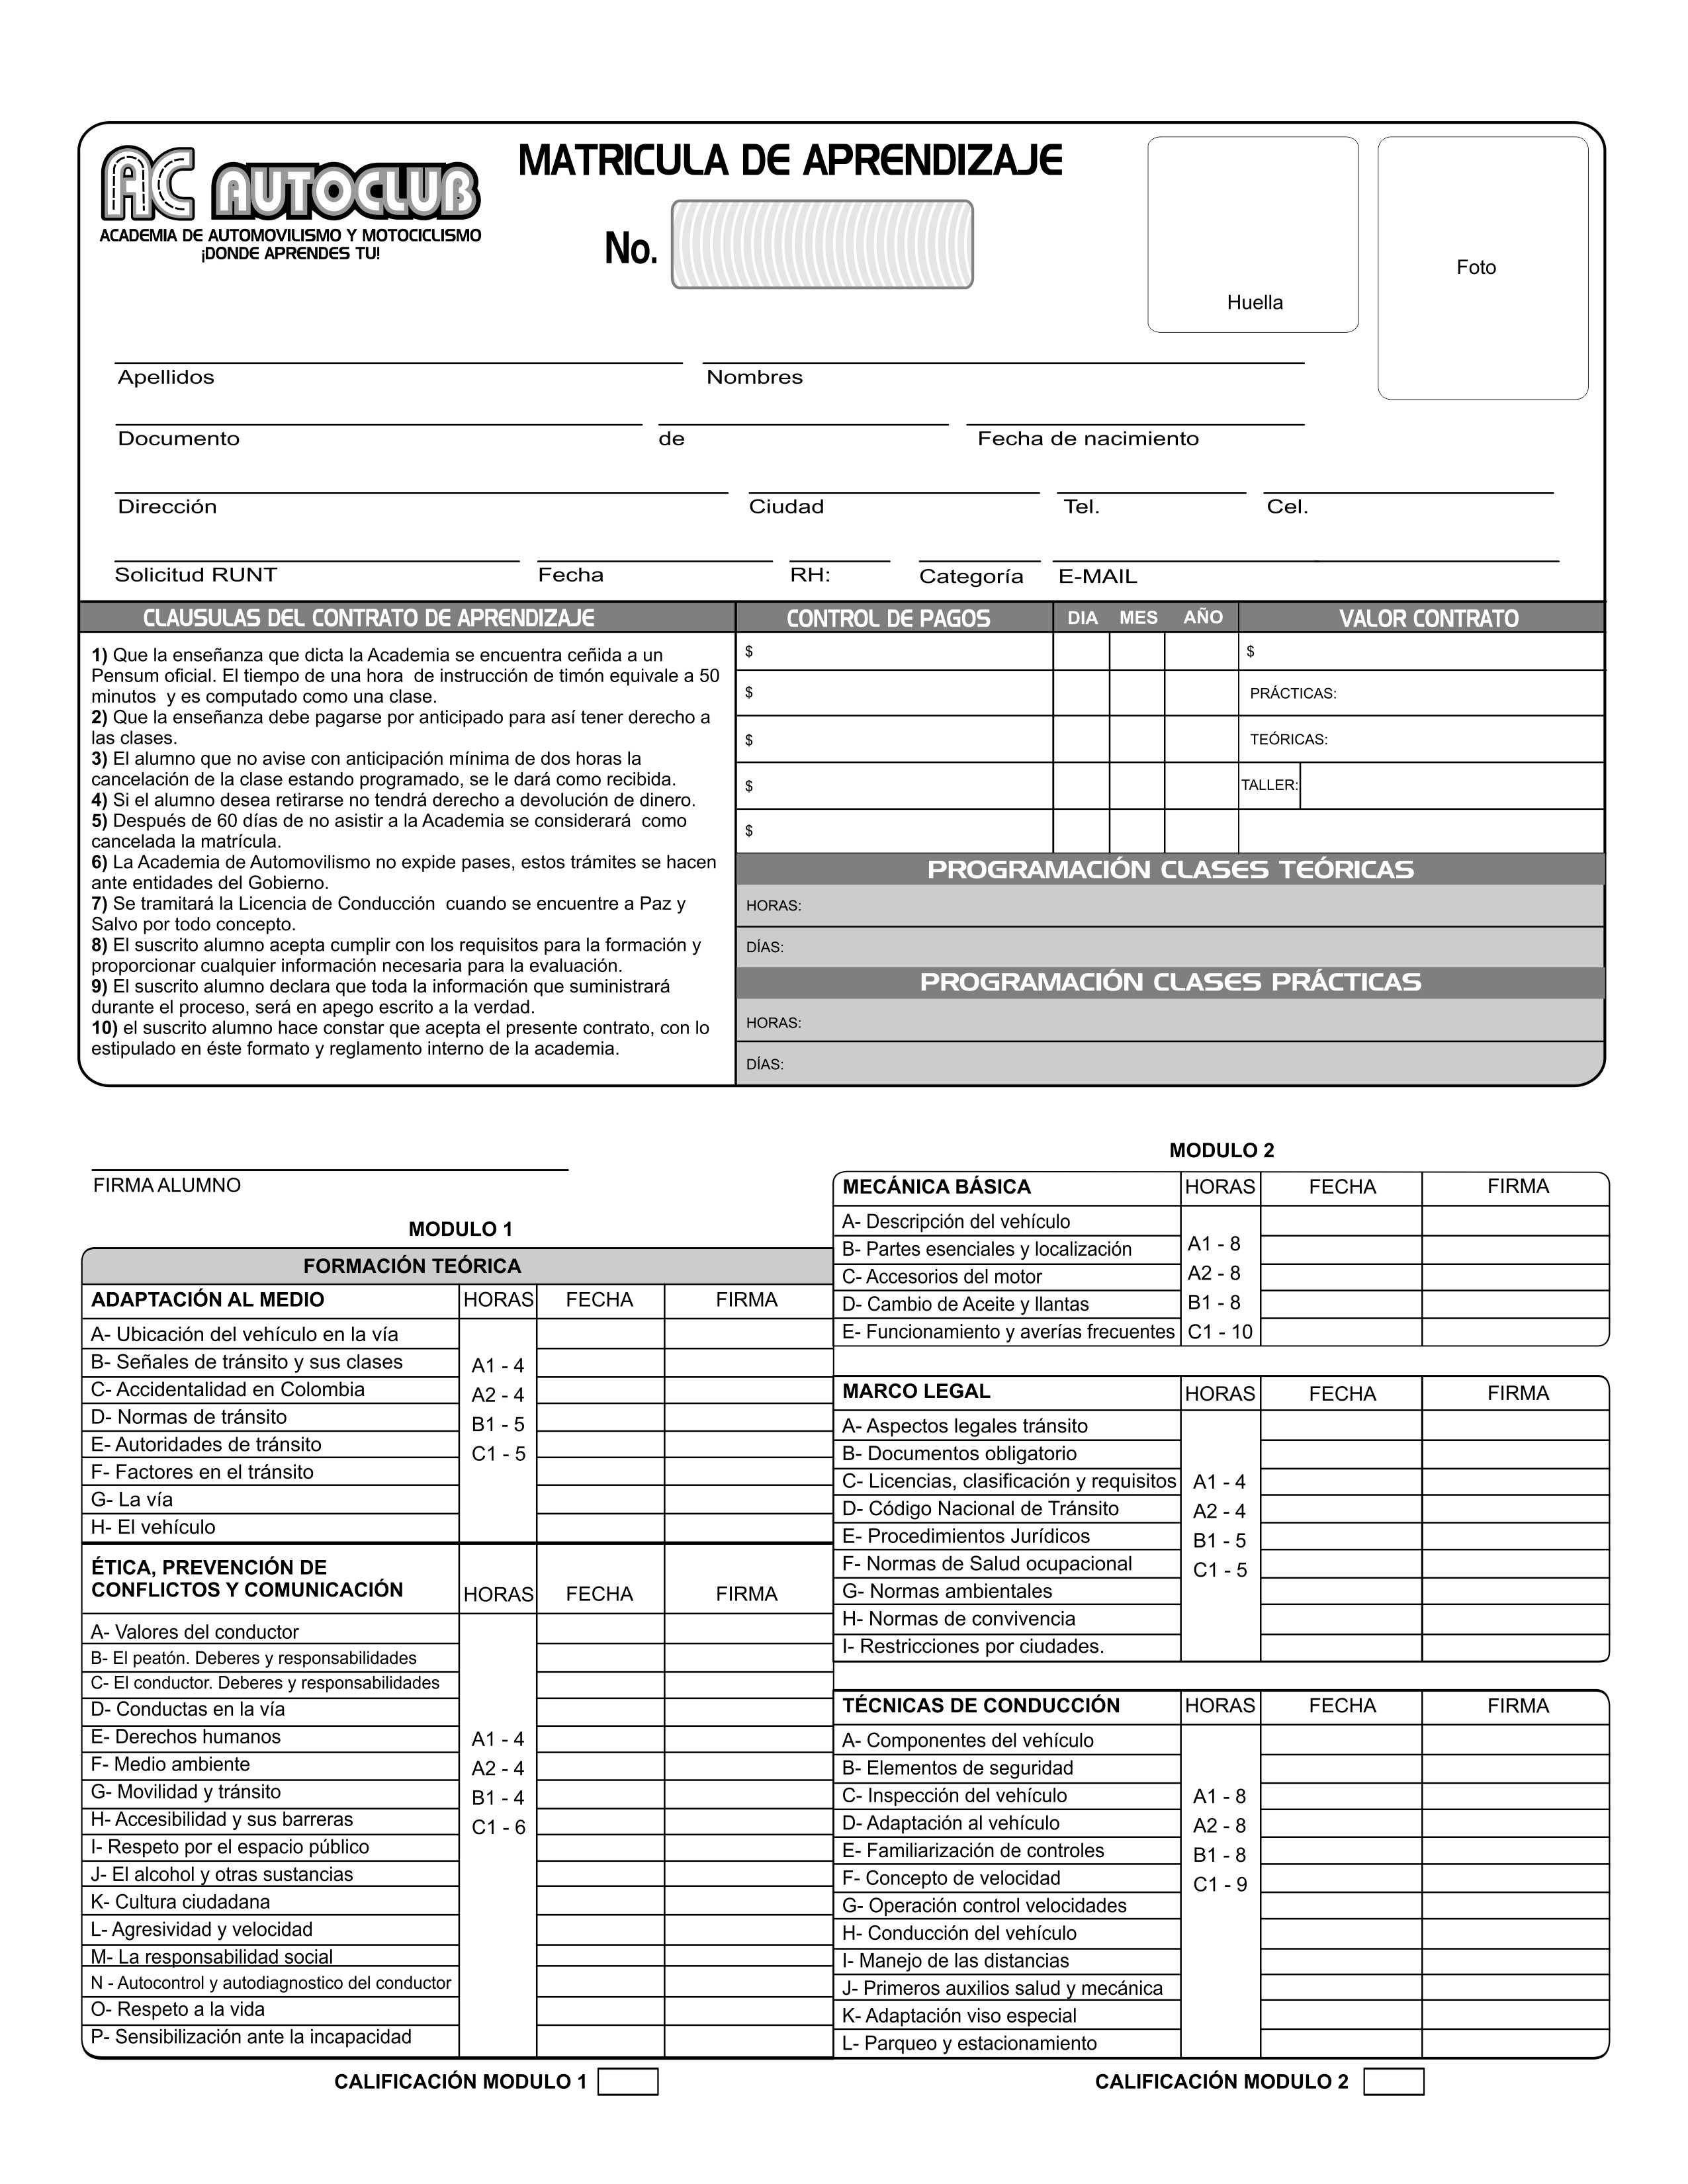 AC AUTOCLUB
ACADEMIA DE AUTOMOVILISMO Y MOTOCICLISMO
¡DONDE APRENDES TU!
MATRICULA DE APRENDIZAJE
No.
Huella
Foto
Apellidos Nombres
Documento de Fecha de nacimiento
Dirección Ciudad Tel. Cel.
Solicitud RUNT Fecha RH: Categoría E-MAIL
CLAUSULAS DEL CONTRATO DE APRENDIZAJE
1) Que la enseñanza que dicta la Academia se encuentra ceñida a un
Pensum oficial. El tiempo de una hora de instrucción de timón equivale a 50
minutos y es computado como una clase.
2) Que la enseñanza debe pagarse por anticipado para así tener derecho a
las clases.
3) El alumno que no avise con anticipación mínima de dos horas la
cancelación de la clase estando programado, se le dará como recibida.
4) Si el alumno desea retirarse no tendrá derecho a devolución de dinero.
5) Después de 60 días de no asistir a la Academia se considerará como
cancelada la matrícula.
6) La Academia de Automovilismo no expide pases, estos trámites se hacen
ante entidades del Gobierno.
7) Se tramitará la Licencia de Conducción cuando se encuentre a Paz y
Salvo por todo concepto.
8) El suscrito alumno acepta cumplir con los requisitos para la formación y
proporcionar cualquier información necesaria para la evaluación.
9) El suscrito alumno declara que toda la información que suministrará
durante el proceso, será en apego escrito a la verdad.
10) el suscrito alumno hace constar que acepta el presente contrato, con lo
estipulado en éste formato y reglamento interno de la academia.
CONTROL DE PAGOS DIA MES AÑO VALOR CONTRATO
$ $
$ PRÁCTICAS:
$ TEÓRICAS:
$ TALLER:
$
PROGRAMACIÓN CLASES TEÓRICAS
HORAS:
DÍAS:
PROGRAMACIÓN CLASES PRÁCTICAS
HORAS:
DÍAS:
FIRMA ALUMNO
MODULO 1
FORMACIÓN TEÓRICA
ADAPTACIÓN AL MEDIO HORAS FECHA FIRMA
A- Ubicación del vehículo en la vía
B- Señales de tránsito y sus clases
C- Accidentalidad en Colombia
D- Normas de tránsito
E- Autoridades de tránsito
F- Factores en el tránsito
G- La vía
H- El vehículo
A1 - 4
A2 - 4
B1 - 5
C1 - 5
ÉTICA, PREVENCIÓN DE
CONFLICTOS Y COMUNICACIÓN HORAS FECHA FIRMA
A- Valores del conductor
B- El peatón. Deberes y responsabilidades
C- El conductor. Deberes y responsabilidades
D- Conductas en la vía
E- Derechos humanos
F- Medio ambiente
G- Movilidad y tránsito
H- Accesibilidad y sus barreras
I- Respeto por el espacio público
J- El alcohol y otras sustancias
K- Cultura ciudadana
L- Agresividad y velocidad
M- La responsabilidad social
N - Autocontrol y autodiagnostico del conductor
O- Respeto a la vida
P- Sensibilización ante la incapacidad
A1 - 4
A2 - 4
B1 - 4
C1 - 6
CALIFICACIÓN MODULO 1
MODULO 2
MECÁNICA BÁSICA HORAS FECHA FIRMA
A- Descripción del vehículo
B- Partes esenciales y localización
C- Accesorios del motor
D- Cambio de Aceite y llantas
E- Funcionamiento y averías frecuentes
A1 - 8
A2 - 8
B1 - 8
C1 - 10
MARCO LEGAL HORAS FECHA FIRMA
A- Aspectos legales tránsito
B- Documentos obligatorio
C- Licencias, clasificación y requisitos
D- Código Nacional de Tránsito
E- Procedimientos Jurídicos
F- Normas de Salud ocupacional
G- Normas ambientales
H- Normas de convivencia
I- Restricciones por ciudades.
A1 - 4
A2 - 4
B1 - 5
C1 - 5
TÉCNICAS DE CONDUCCIÓN HORAS FECHA FIRMA
A- Componentes del vehículo
B- Elementos de seguridad
C- Inspección del vehículo
D- Adaptación al vehículo
E- Familiarización de controles
F- Concepto de velocidad
G- Operación control velocidades
H- Conducción del vehículo
I- Manejo de las distancias
J- Primeros auxilios salud y mecánica
K- Adaptación viso especial
L- Parqueo y estacionamiento
A1 - 8
A2 - 8
B1 - 8
C1 - 9
CALIFICACIÓN MODULO 2